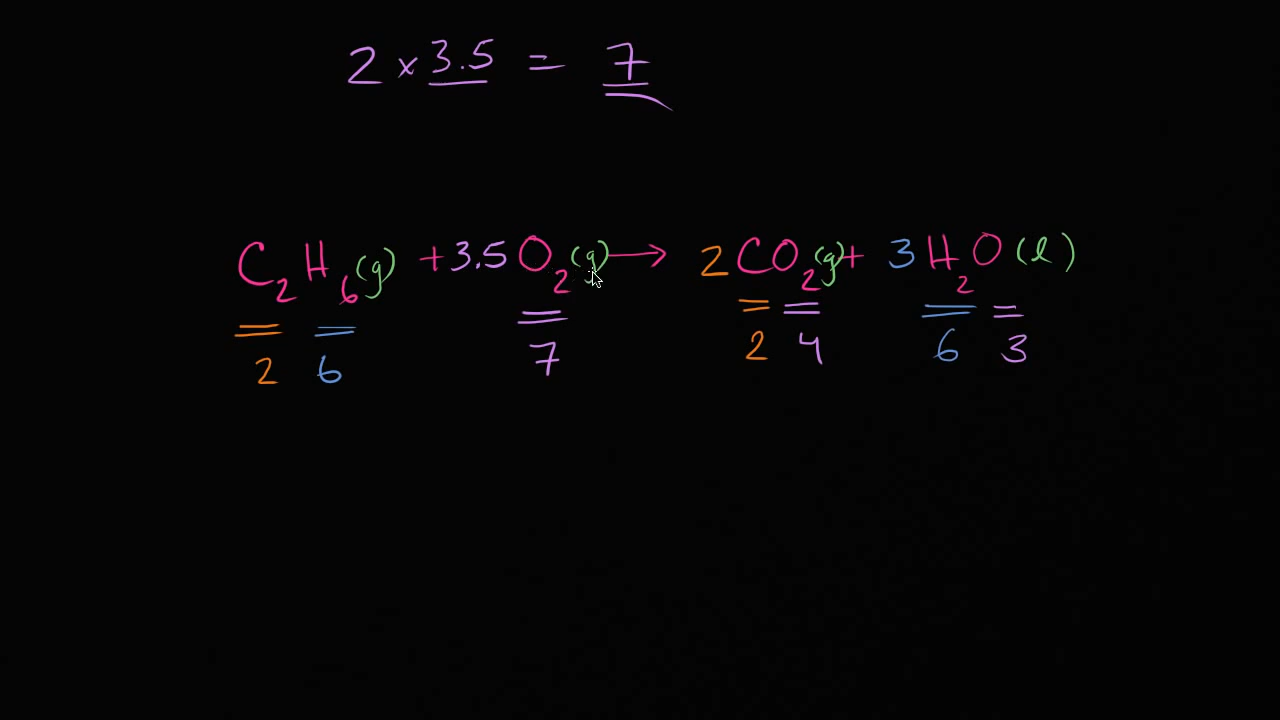 2 × 3.5 = 7
C₂H₆(g) + 3.5 O₂(g) → 2CO₂(g) + 3H₂O(l)
2 6 7 2 4 6 3